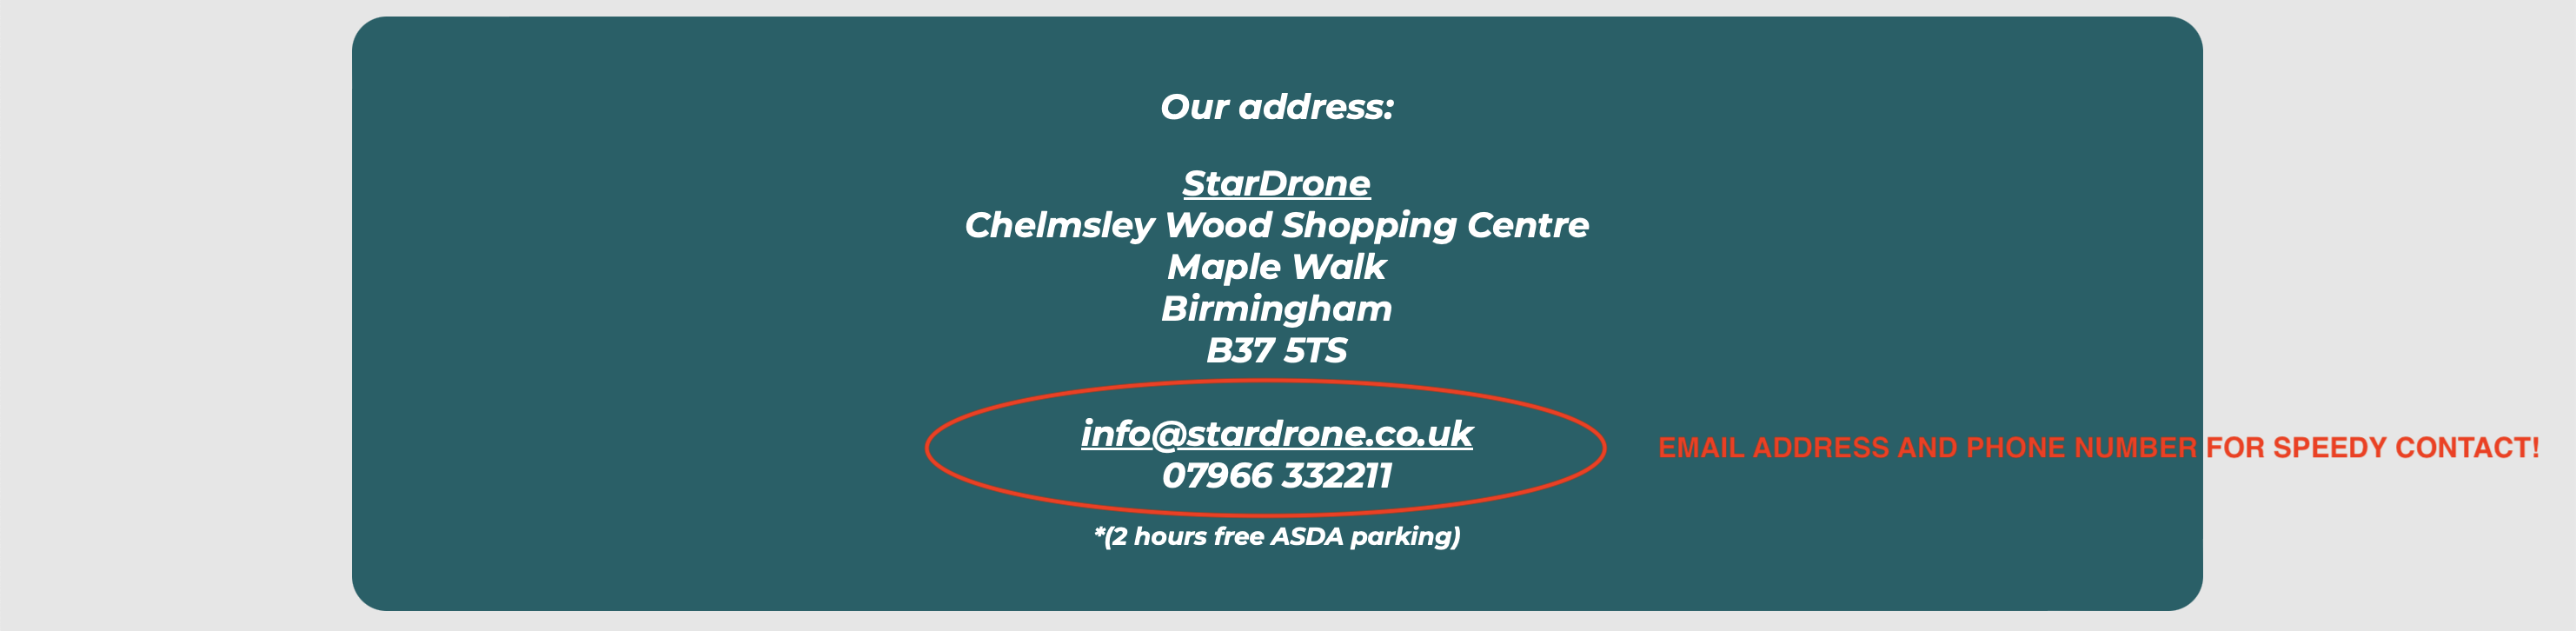 Our address:
StarDrone
Chelmsley Wood Shopping Centre
Maple Walk
Birmingham
B37 5TS
info@stardrone.co.uk
07966 332211
EMAIL ADDRESS AND PHONE NUMBER FOR SPEEDY CONTACT!
*(2 hours free ASDA parking)